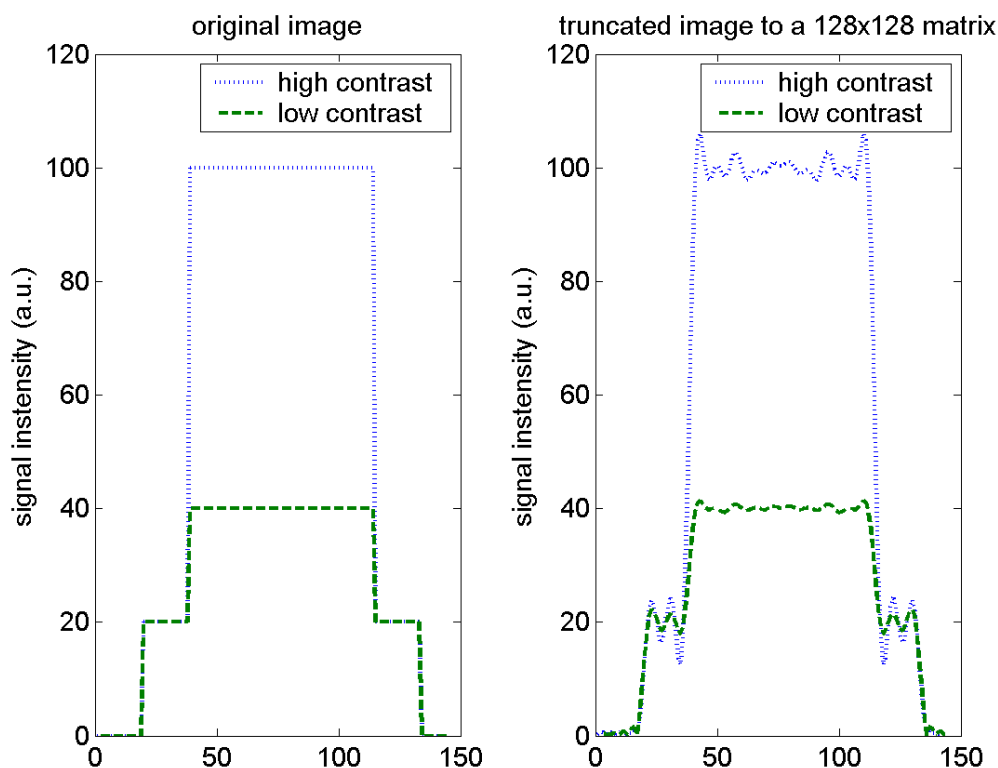 original image
120
100
80
60
40
20
0
0
50
100
150
signal instensity (a.u.)
high contrast
low contrast
truncated image to a 128x128 matrix
120
100
80
60
40
20
0
0
50
100
150
signal instensity (a.u.)
high contrast
low contrast